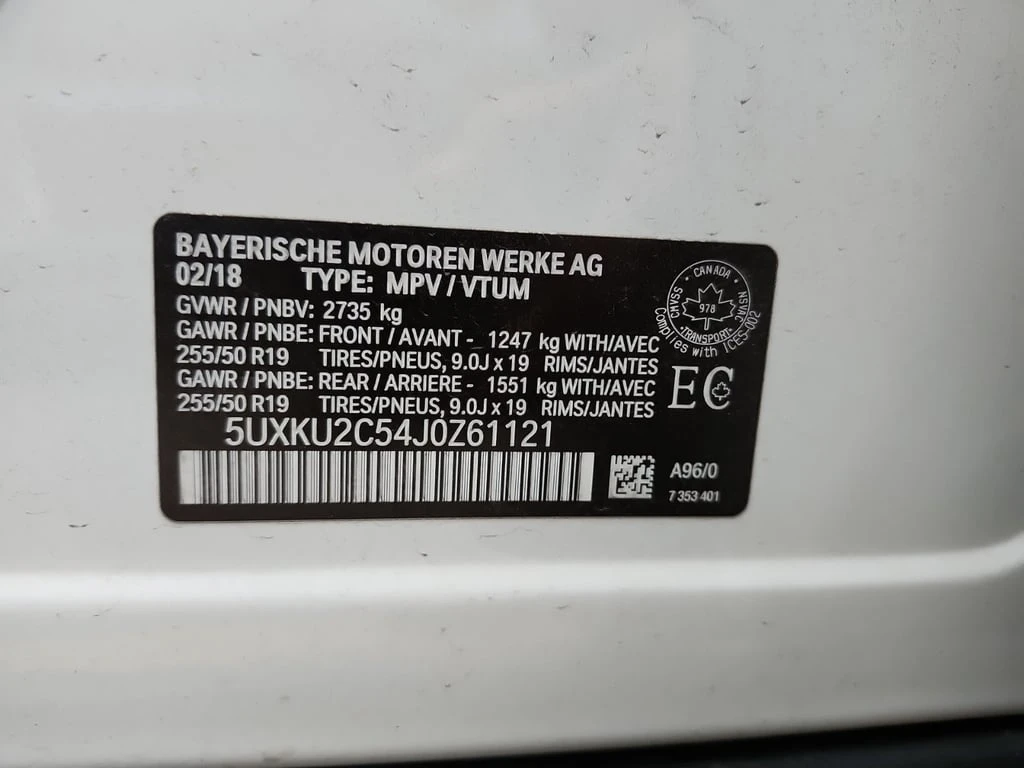 BAYERISCHE MOTOREN WERKE AG
02/18 TYPE: MPV / VTUM
GVWR / PNBV: 2735 kg
GAWR / PNBE: FRONT / AVANT - 1247 kg WITH/AVEC
255/50 R19 TIRES/PNEUS, 9.0J x 19 RIMS/JANTES
GAWR / PNBE: REAR / ARRIERE - 1551 kg WITH/AVEC
255/50 R19 TIRES/PNEUS, 9.0J x 19 RIMS/JANTES
5UXKU2C54J0Z61121
CANADA
CMVSS
978
NSVAC
TRANSPORT
Complies with ICES-002
EC
A96/0
7 353 401